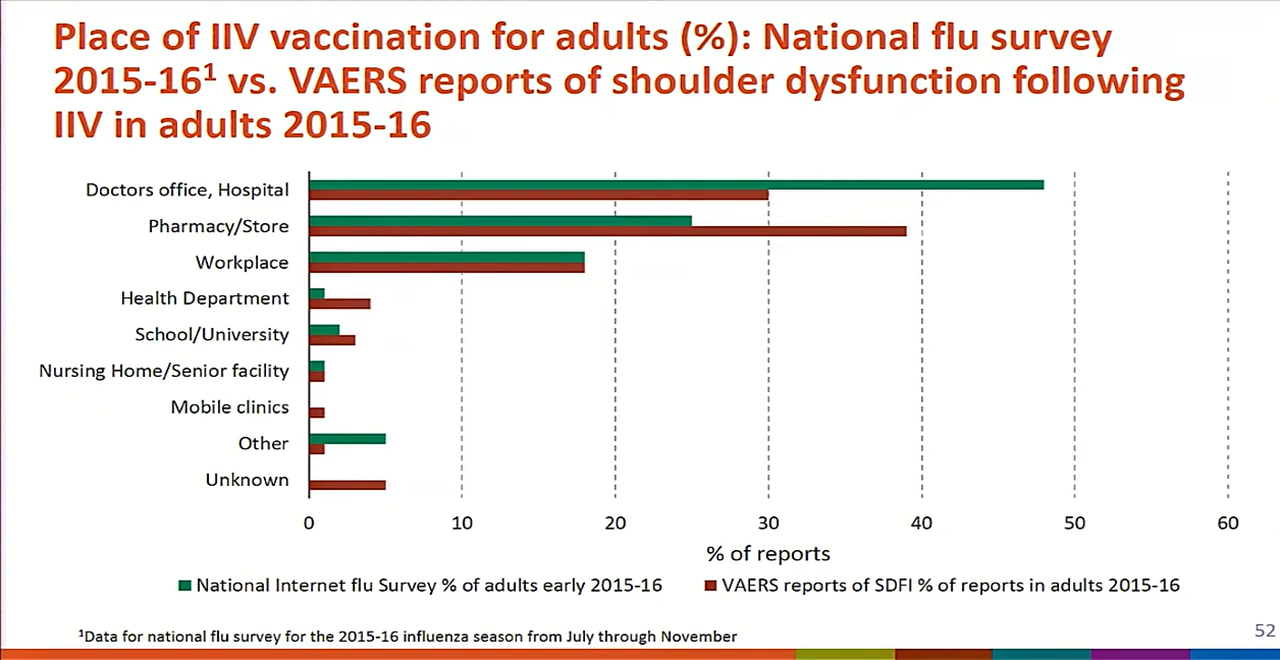 Place of IIV vaccination for adults (%): National flu survey
2015-16¹ vs. VAERS reports of shoulder dysfunction following
IIV in adults 2015-16
Doctors office, Hospital
Pharmacy/Store
Workplace
Health Department
School/University
Nursing Home/Senior facility
Mobile clinics
Other
Unknown
0 10 20 30 40 50 60
% of reports
National Internet flu Survey % of adults early 2015-16 VAERS reports of SDFI % of reports in adults 2015-16
¹Data for national flu survey for the 2015-16 influenza season from July through November
52